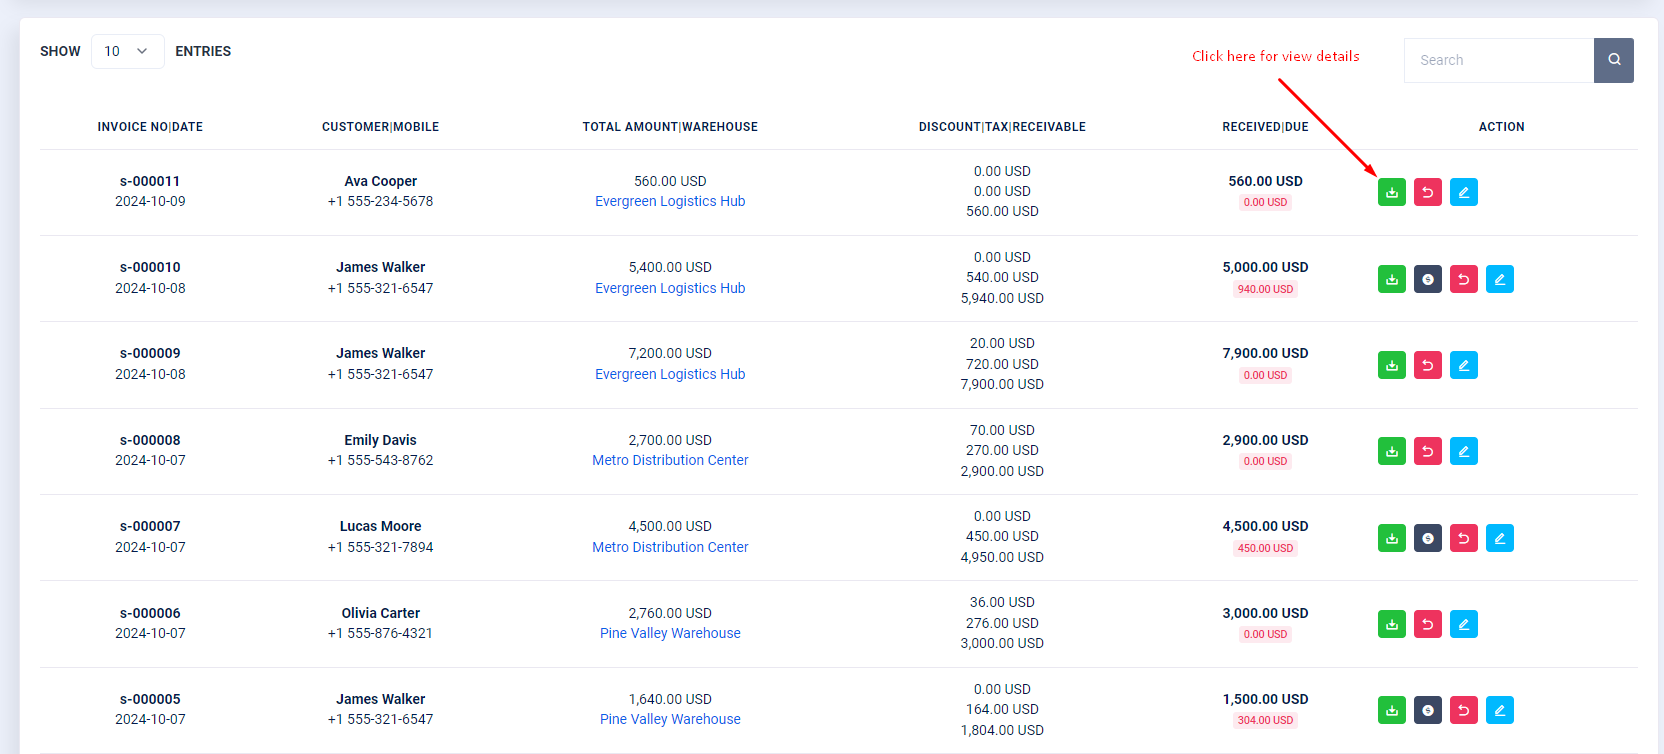 SHOW 10 ENTRIES
Click here for view details
Search
INVOICE NO|DATE CUSTOMER|MOBILE TOTAL AMOUNT|WAREHOUSE DISCOUNT|TAX|RECEIVABLE RECEIVED|DUE ACTION
s-000011
2024-10-09
Ava Cooper
+1 555-234-5678
560.00 USD
Evergreen Logistics Hub
0.00 USD
0.00 USD
560.00 USD
560.00 USD
0.00 USD
s-000010
2024-10-08
James Walker
+1 555-321-6547
5,400.00 USD
Evergreen Logistics Hub
0.00 USD
540.00 USD
5,940.00 USD
5,000.00 USD
940.00 USD
s-000009
2024-10-08
James Walker
+1 555-321-6547
7,200.00 USD
Evergreen Logistics Hub
20.00 USD
720.00 USD
7,900.00 USD
7,900.00 USD
0.00 USD
s-000008
2024-10-07
Emily Davis
+1 555-543-8762
2,700.00 USD
Metro Distribution Center
70.00 USD
270.00 USD
2,900.00 USD
2,900.00 USD
0.00 USD
s-000007
2024-10-07
Lucas Moore
+1 555-321-7894
4,500.00 USD
Metro Distribution Center
0.00 USD
450.00 USD
4,950.00 USD
4,500.00 USD
450.00 USD
s-000006
2024-10-07
Olivia Carter
+1 555-876-4321
2,760.00 USD
Pine Valley Warehouse
36.00 USD
276.00 USD
3,000.00 USD
3,000.00 USD
0.00 USD
s-000005
2024-10-07
James Walker
+1 555-321-6547
1,640.00 USD
Pine Valley Warehouse
0.00 USD
164.00 USD
1,804.00 USD
1,500.00 USD
304.00 USD